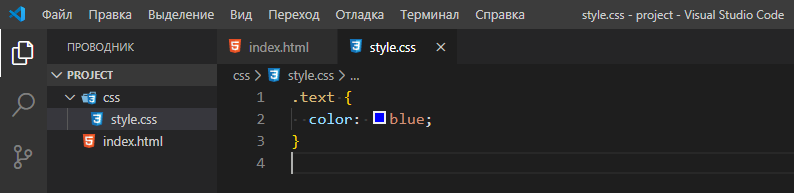 Файл Правка Выделение Вид Переход Отладка Терминал Справка style.css - project - Visual Studio Code
ПРОВОДНИК
PROJECT
css
style.css
index.html
index.html style.css
css > style.css > ...
1 .text {
2 color: blue;
3 }
4